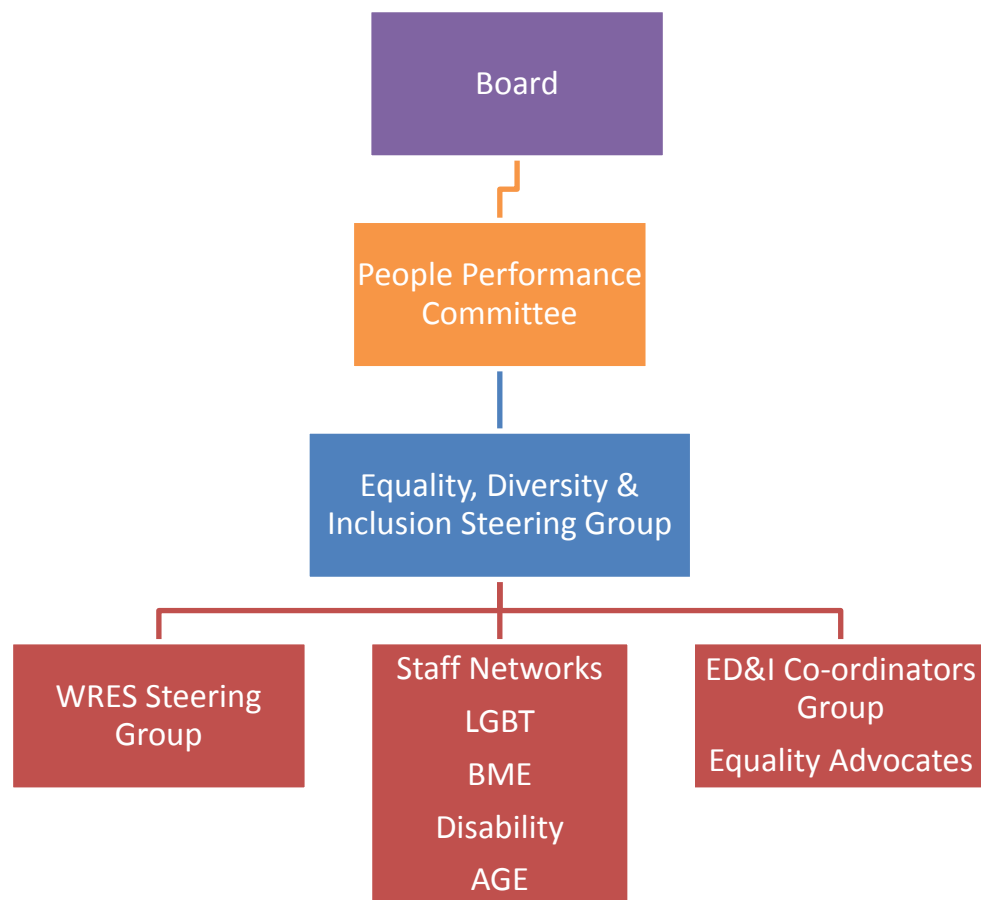 Board
People Performance
Committee
Equality, Diversity &
Inclusion Steering Group
WRES Steering
Group
Staff Networks
LGBT
BME
Disability
AGE
ED&I Co-ordinators
Group
Equality Advocates